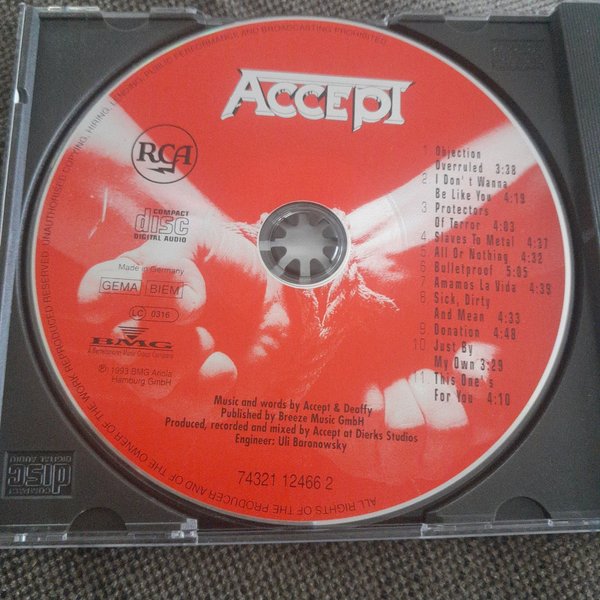 ACCEPT
RCA
COMPACT
disc
DIGITAL AUDIO
Made in Germany
GEMA BIEM
LC 0316
BMG
A Bertelsmann Music Group Company
℗ 1993 BMG Ariola
Hamburg GmbH
1 Objection
Overruled 3:38
2 I Don't Wanna
Be Like You 4:19
3 Protectors
Of Terror 4:03
4 Slaves To Metal 4:37
5 All Or Nothing 4:32
6 Bulletproof 5:05
7 Amamos La Vida 4:39
8 Sick, Dirty
And Mean 4:33
9 Donation 4:48
10 Just By
My Own 3:29
11 This One's
For You 4:10
Music and words by Accept & Deaffy
Published by Breeze Music GmbH
Produced, recorded and mixed by Accept at Dierks Studios
Engineer: Uli Baronowsky
74321 12466 2
ALL RIGHTS OF THE PRODUCER AND OF THE OWNER OF THE WORK REPRODUCED RESERVED. UNAUTHORISED COPYING, HIRING, LENDING, PUBLIC PERFORMANCE AND BROADCASTING PROHIBITED
COMPACT
disc
DIGITAL AUDIO